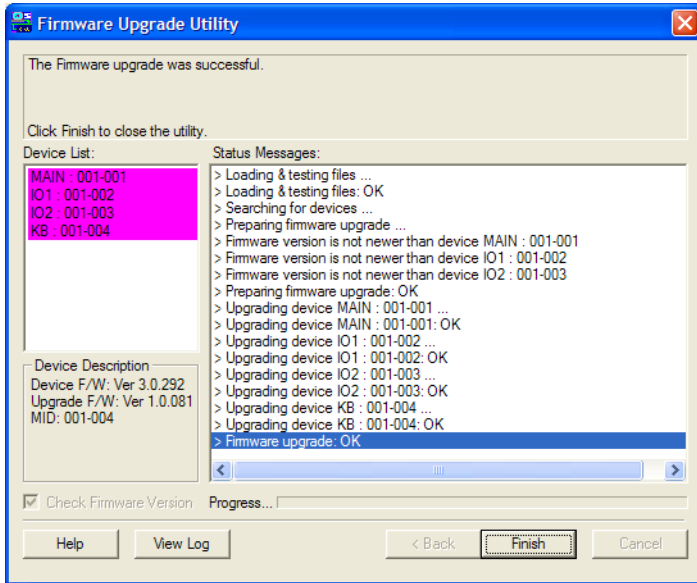 Firmware Upgrade Utility
The Firmware upgrade was successful.
Click Finish to close the utility.
Device List:
MAIN : 001-001
IO1 : 001-002
IO2 : 001-003
KB : 001-004
Device Description
Device F/W: Ver 3.0.292
Upgrade F/W: Ver 1.0.081
MID: 001-004
Status Messages:
> Loading & testing files ...
> Loading & testing files: OK
> Searching for devices ...
> Preparing firmware upgrade ...
> Firmware version is not newer than device MAIN : 001-001
> Firmware version is not newer than device IO1 : 001-002
> Firmware version is not newer than device IO2 : 001-003
> Preparing firmware upgrade: OK
> Upgrading device MAIN : 001-001 ...
> Upgrading device MAIN : 001-001: OK
> Upgrading device IO1 : 001-002 ...
> Upgrading device IO1 : 001-002: OK
> Upgrading device IO2 : 001-003 ...
> Upgrading device IO2 : 001-003: OK
> Upgrading device KB : 001-004 ...
> Upgrading device KB : 001-004: OK
> Firmware upgrade: OK
Check Firmware Version
Progress...
Help
View Log
< Back
Finish
Cancel